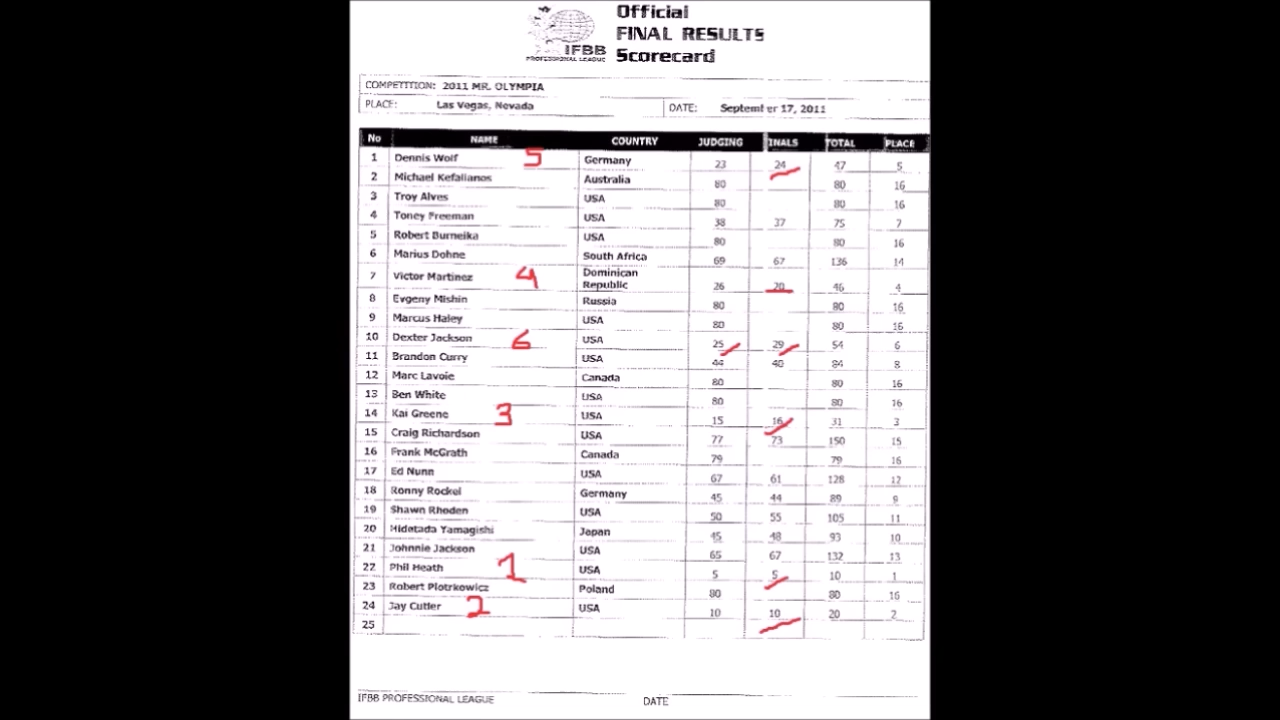 Official
FINAL RESULTS
IFBB Scorecard
PROFESSIONAL LEAGUE
COMPETITION: 2011 MR. OLYMPIA
PLACE: Las Vegas, Nevada DATE: September 17, 2011
No NAME COUNTRY JUDGING INALS TOTAL PLACE
1 Dennis Wolf 5 Germany 23 24 47 5
2 Michael Kefalianos Australia 80 80 16
3 Troy Alves USA 80 80 16
4 Toney Freeman USA 38 37 75 7
5 Robert Burneika USA 80 80 16
6 Marius Dohne South Africa 69 67 136 14
7 Victor Martinez 4 Dominican Republic 26 20 46 4
8 Evgeny Mishin Russia 80 80 16
9 Marcus Haley USA 80 80 16
10 Dexter Jackson 6 USA 25 29 54 6
11 Brandon Curry USA 44 40 84 8
12 Marc Lavoie Canada 80 80 16
13 Ben White USA 80 80 16
14 Kai Greene 3 USA 15 16 31 3
15 Craig Richardson USA 77 73 150 15
16 Frank McGrath Canada 79 79 16
17 Ed Nunn USA 67 61 128 12
18 Ronny Rockel Germany 45 44 89 9
19 Shawn Rhoden USA 50 55 105 11
20 Hidetada Yamagishi Japan 45 48 93 10
21 Johnnie Jackson USA 65 67 132 13
22 Phil Heath 1 USA 5 5 10 1
23 Robert Piotrkowicz Poland 80 80 16
24 Jay Cutler 2 USA 10 10 20 2
25
IFBB PROFESSIONAL LEAGUE DATE